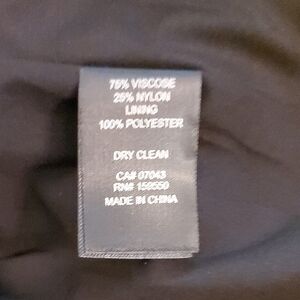 75% VISCOSE
25% NYLON
LINING
100% POLYESTER
DRY CLEAN
CA# 07043
RN# 159550
MADE IN CHINA